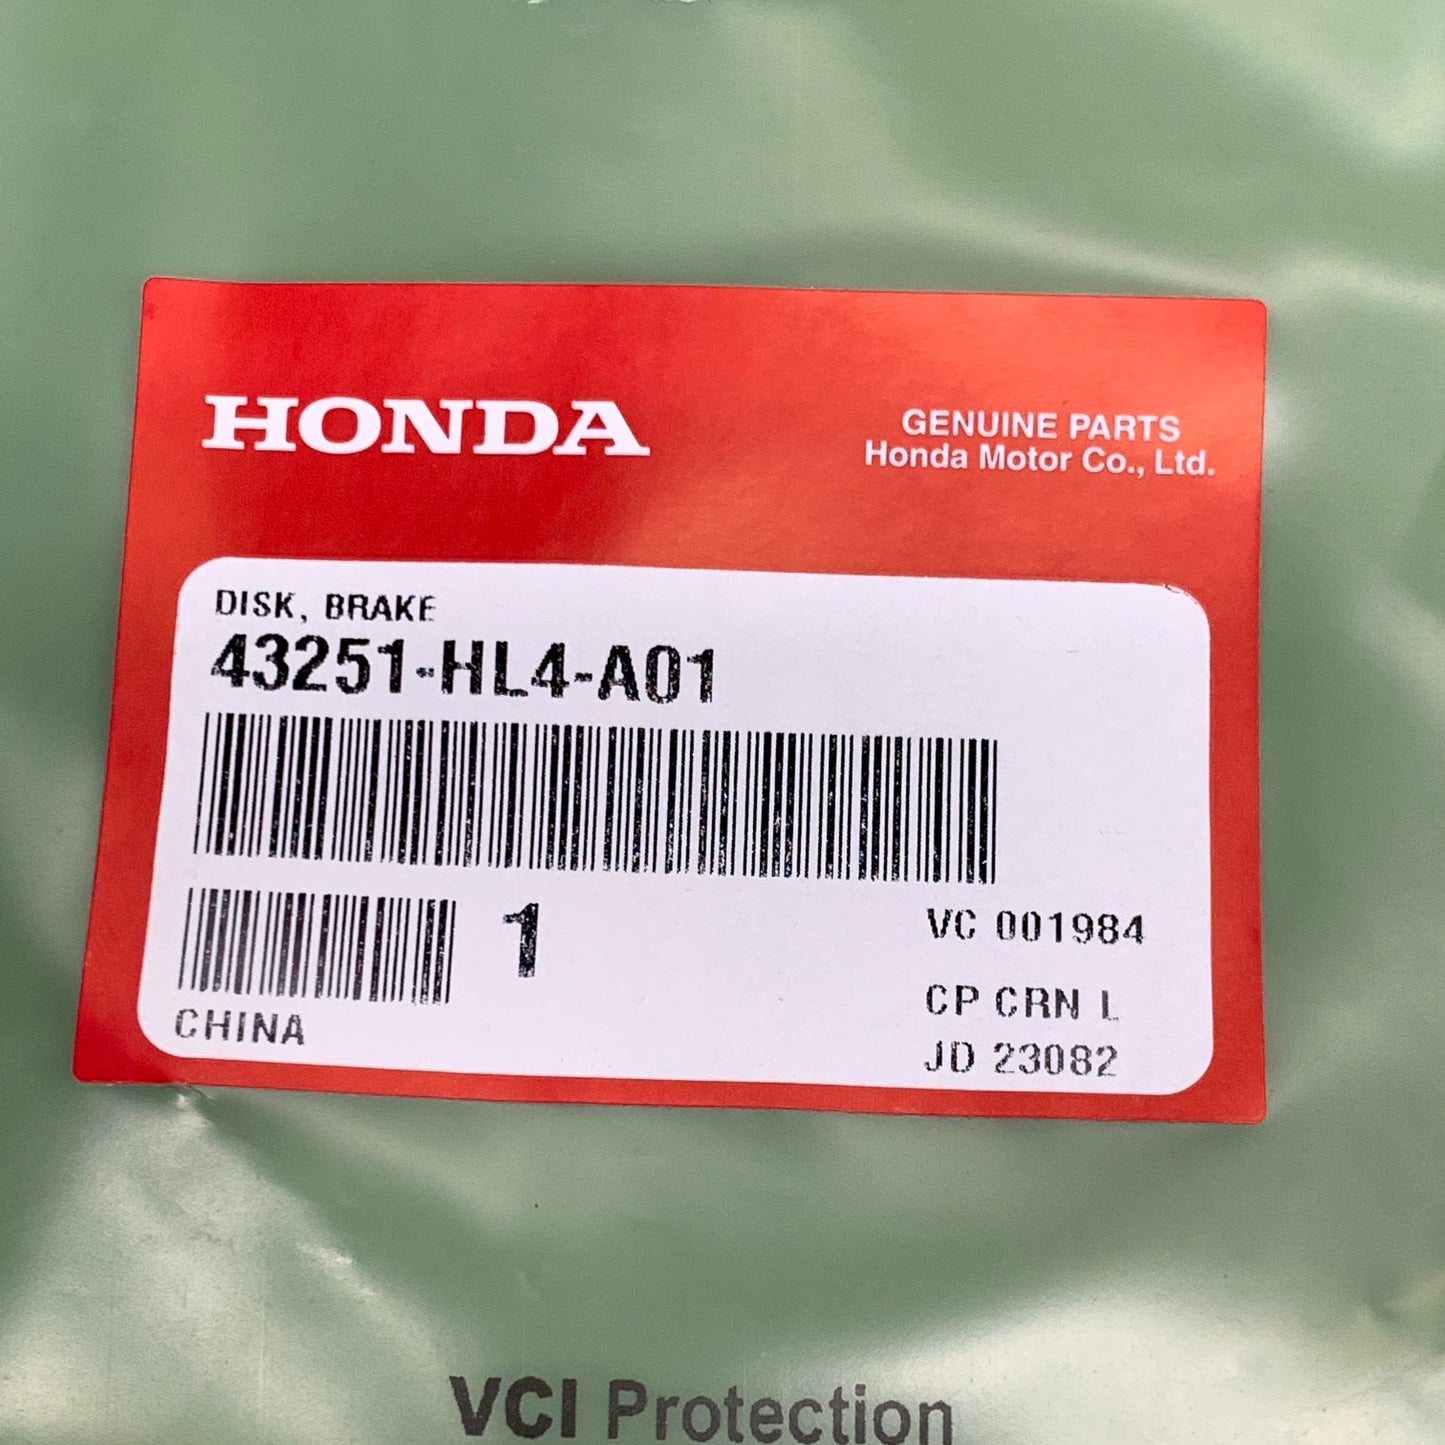 HONDA
GENUINE PARTS
Honda Motor Co., Ltd.
DISK, BRAKE
43251-HL4-A01
1
VC 001984
CP CRN L
CHINA
JD 23082
VCI Protection